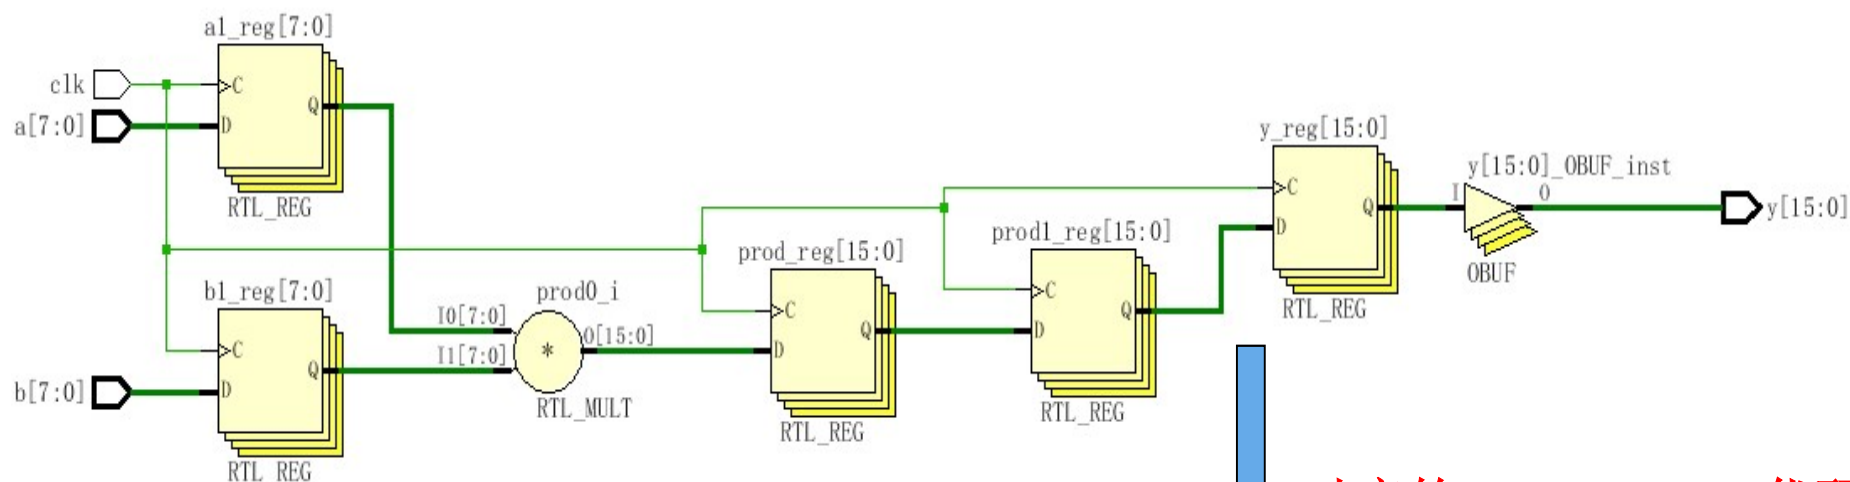 a1_reg[7:0]
clk
C
Q
a[7:0]
D
RTL_REG
b1_reg[7:0]
C
Q
b[7:0]
D
RTL_REG
prod0_i
I0[7:0]
I1[7:0]
*
O[15:0]
RTL_MULT
prod_reg[15:0]
C
Q
D
RTL_REG
prod1_reg[15:0]
C
Q
D
RTL_REG
y_reg[15:0]
C
Q
D
RTL_REG
y[15:0]_OBUF_inst
I
O
OBUF
y[15:0]